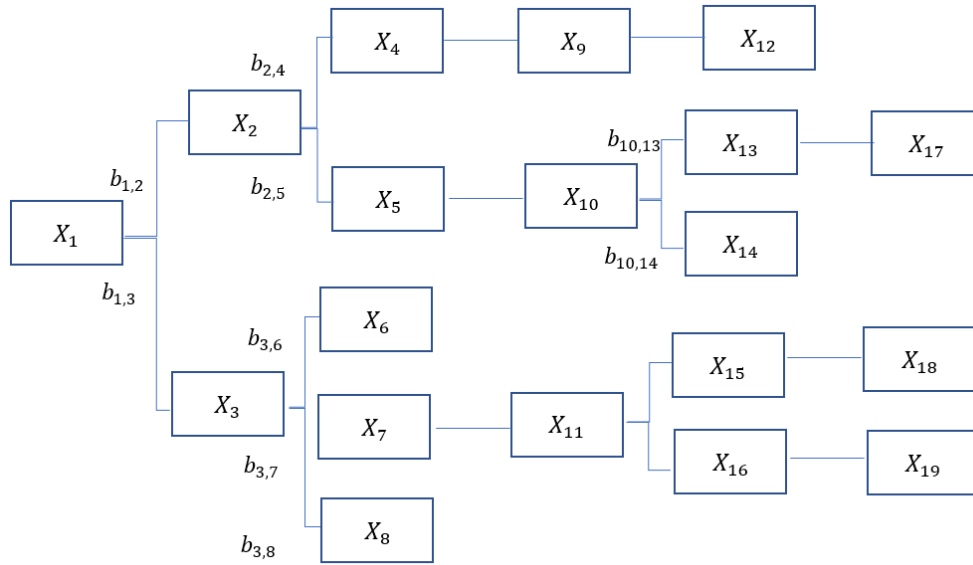 X₄
X₉
X₁₂
b₂,₄
X₂
b₁₀,₁₃
X₁₃
X₁₇
b₁,₂
b₂,₅
X₅
X₁₀
X₁
X₁₄
b₁₀,₁₄
b₁,₃
X₆
b₃,₆
X₁₅
X₁₈
X₃
X₇
X₁₁
b₃,₇
X₁₆
X₁₉
X₈
b₃,₈